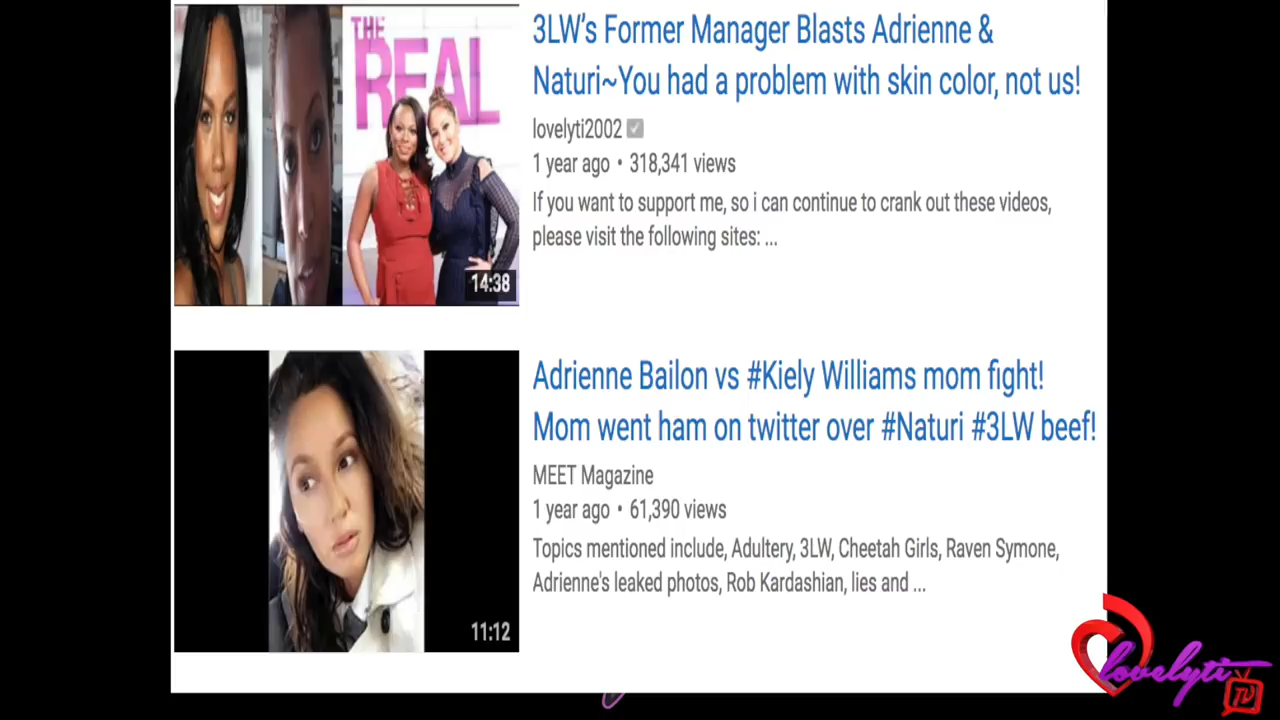 THE
REAL
14:38
3LW's Former Manager Blasts Adrienne &
Naturi~You had a problem with skin color, not us!
lovelyti2002
1 year ago • 318,341 views
If you want to support me, so i can continue to crank out these videos,
please visit the following sites: ...
11:12
Adrienne Bailon vs #Kiely Williams mom fight!
Mom went ham on twitter over #Naturi #3LW beef!
MEET Magazine
1 year ago • 61,390 views
Topics mentioned include, Adultery, 3LW, Cheetah Girls, Raven Symone,
Adrienne's leaked photos, Rob Kardashian, lies and ...
lovelyti
TV